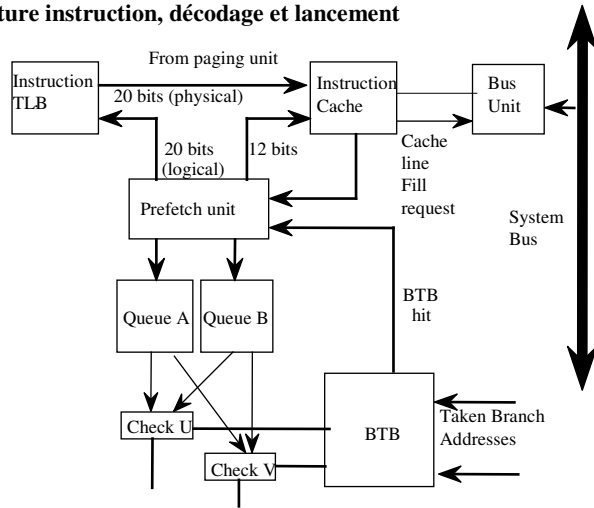 ture instruction, décodage et lancement
From paging unit
Instruction
TLB
20 bits (physical)
Instruction
Cache
Bus
Unit
20 bits
(logical)
12 bits
Cache
line
Fill
request
Prefetch unit
System
Bus
BTB
hit
Queue A
Queue B
Taken Branch
Addresses
Check U
BTB
Check V